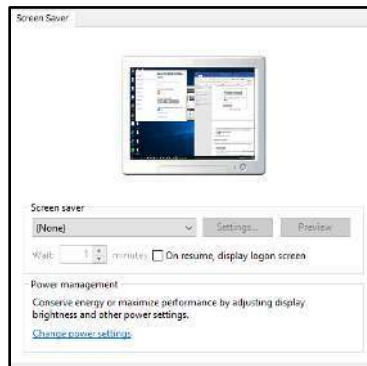 Screen Saver
Screen saver
(None)
Settings...
Preview
Wait: 1 minutes On resume, display logon screen
Power management
Conserve energy or maximize performance by adjusting display
brightness and other power settings.
Change power settings